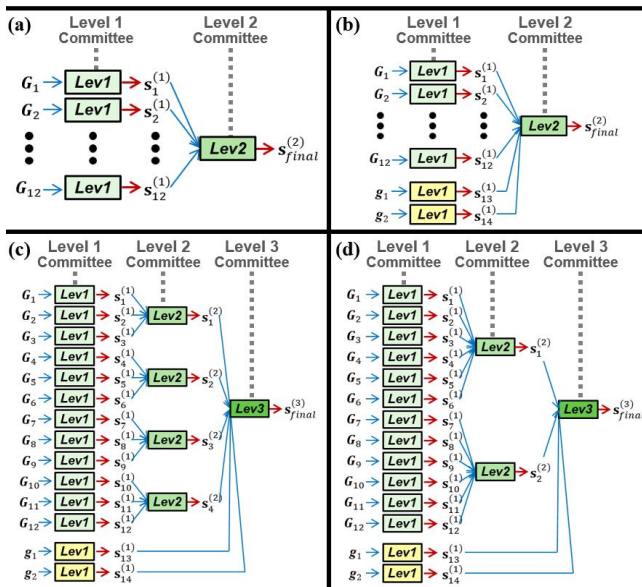 (a)
Level 1 Committee
Level 2 Committee
G₁ Lev1 s₁⁽¹⁾
G₂ Lev1 s₂⁽¹⁾
Lev2 s_final⁽²⁾
G₁₂ Lev1 s₁₂⁽¹⁾
(b)
Level 1 Committee
Level 2 Committee
G₁ Lev1 s₁⁽¹⁾
G₂ Lev1 s₂⁽¹⁾
Lev2 s_final⁽²⁾
G₁₂ Lev1 s₁₂⁽¹⁾
g₁ Lev1 s₁₃⁽¹⁾
g₂ Lev1 s₁₄⁽¹⁾
(c)
Level 1 Committee
Level 2 Committee
Level 3 Committee
G₁ Lev1 s₁⁽¹⁾
G₂ Lev1 s₂⁽¹⁾ Lev2 s₁⁽²⁾
G₃ Lev1 s₃⁽¹⁾
G₄ Lev1 s₄⁽¹⁾
G₅ Lev1 s₅⁽¹⁾ Lev2 s₂⁽²⁾
G₆ Lev1 s₆⁽¹⁾
Lev3 s_final⁽³⁾
G₇ Lev1 s₇⁽¹⁾
G₈ Lev1 s₈⁽¹⁾ Lev2 s₃⁽²⁾
G₉ Lev1 s₉⁽¹⁾
G₁₀ Lev1 s₁₀⁽¹⁾
G₁₁ Lev1 s₁₁⁽¹⁾ Lev2 s₄⁽²⁾
G₁₂ Lev1 s₁₂⁽¹⁾
g₁ Lev1 s₁₃⁽¹⁾
g₂ Lev1 s₁₄⁽¹⁾
(d)
Level 1 Committee
Level 2 Committee
Level 3 Committee
G₁ Lev1 s₁⁽¹⁾
G₂ Lev1 s₂⁽¹⁾
G₃ Lev1 s₃⁽¹⁾
Lev2 s₁⁽²⁾
G₄ Lev1 s₄⁽¹⁾
G₅ Lev1 s₅⁽¹⁾
G₆ Lev1 s₆⁽¹⁾
Lev3 s_final⁽³⁾
G₇ Lev1 s₇⁽¹⁾
G₈ Lev1 s₈⁽¹⁾
G₉ Lev1 s₉⁽¹⁾
Lev2 s₂⁽²⁾
G₁₀ Lev1 s₁₀⁽¹⁾
G₁₁ Lev1 s₁₁⁽¹⁾
G₁₂ Lev1 s₁₂⁽¹⁾
g₁ Lev1 s₁₃⁽¹⁾
g₂ Lev1 s₁₄⁽¹⁾